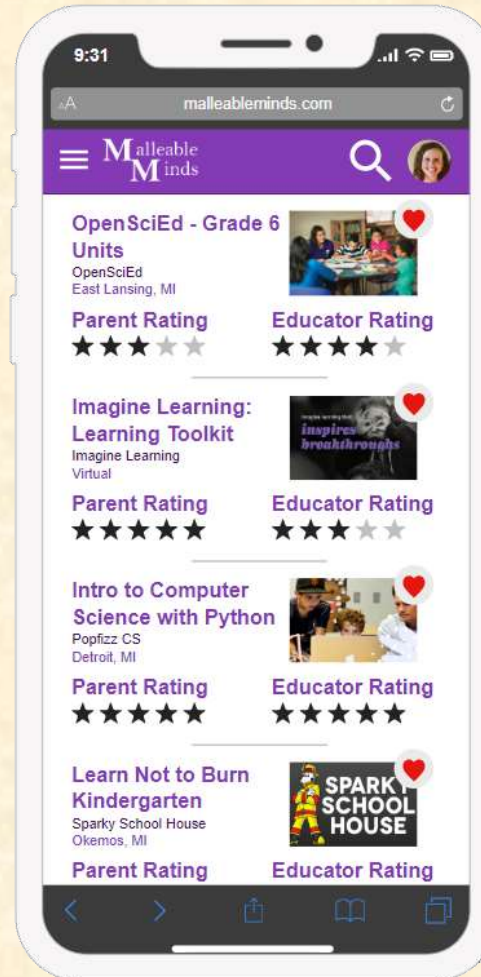 9:31
AA malleableminds.com
Malleable
Minds
OpenSciEd - Grade 6
Units
OpenSciEd
East Lansing, MI
Parent Rating Educator Rating
Imagine Learning:
Learning Toolkit
Imagine Learning
Virtual
inspires
breakthroughs
Parent Rating Educator Rating
Intro to Computer
Science with Python
Popfizz CS
Detroit, MI
Parent Rating Educator Rating
Learn Not to Burn
Kindergarten
Sparky School House
Okemos, MI
SPARKY
SCHOOL
HOUSE
Parent Rating Educator Rating